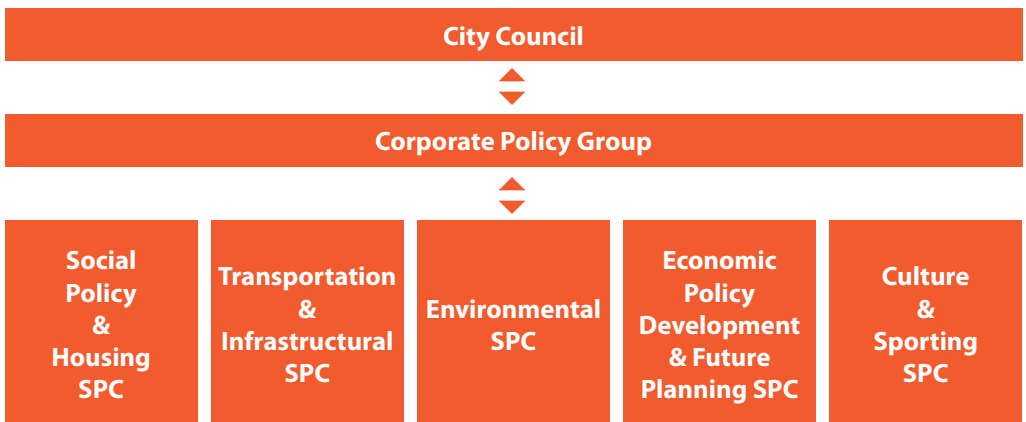 City Council
Corporate Policy Group
Social
Policy
&
Housing
SPC
Transportation
&
Infrastructural
SPC
Environmental
SPC
Economic
Policy
Development
& Future
Planning SPC
Culture
&
Sporting
SPC